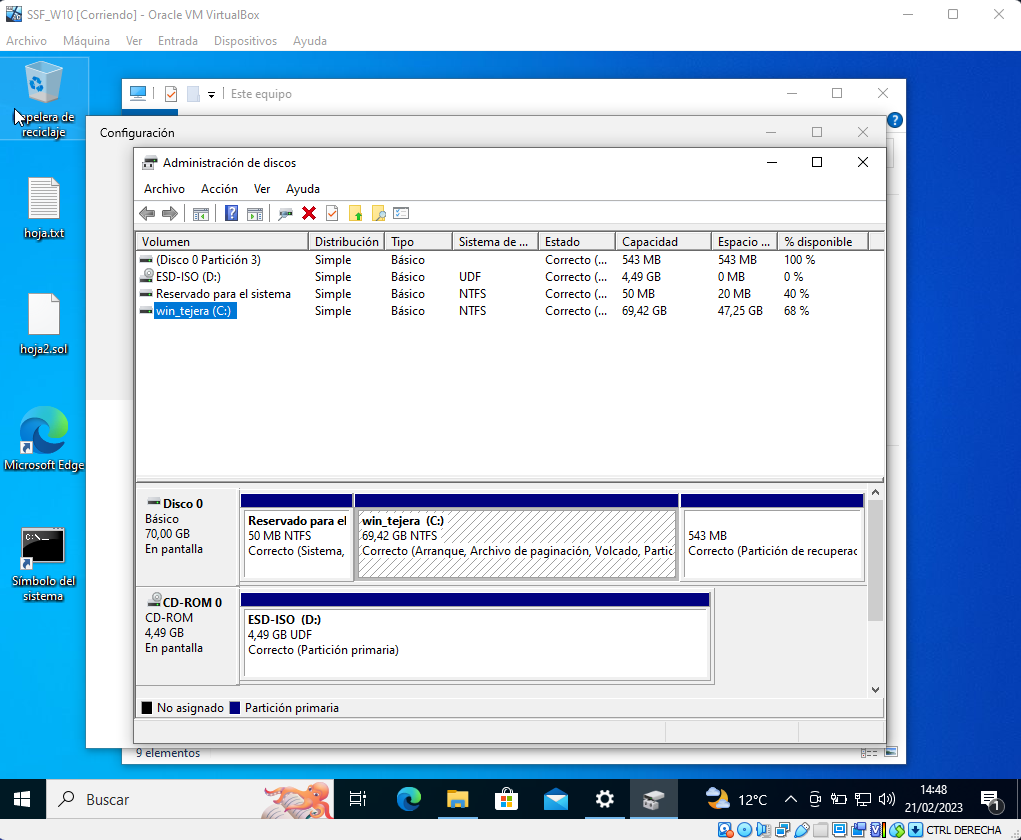 SSF_W10 [Corriendo] - Oracle VM VirtualBox
Archivo Máquina Ver Entrada Dispositivos Ayuda
Este equipo
Configuración
Administración de discos
Archivo Acción Ver Ayuda
Volumen Distribución Tipo Sistema de ... Estado Capacidad Espacio ... % disponible
(Disco 0 Partición 3) Simple Básico Correcto (... 543 MB 543 MB 100 %
ESD-ISO (D:) Simple Básico UDF Correcto (... 4,49 GB 0 MB 0 %
Reservado para el sistema Simple Básico NTFS Correcto (... 50 MB 20 MB 40 %
win_tejera (C:) Simple Básico NTFS Correcto (... 69,42 GB 47,25 GB 68 %
Disco 0
Básico
70,00 GB
En pantalla
Reservado para el
50 MB NTFS
Correcto (Sistema,
win_tejera (C:)
69,42 GB NTFS
Correcto (Arranque, Archivo de paginación, Volcado, Partic
543 MB
Correcto (Partición de recuperac
CD-ROM 0
CD-ROM
4,49 GB
En pantalla
ESD-ISO (D:)
4,49 GB UDF
Correcto (Partición primaria)
No asignado Partición primaria
9 elementos
reciclaje
hoja.txt
hoja2.sol
Microsoft Edge
C:\_
Símbolo del
sistema
Buscar
12°C
14:48
21/02/2023
1
CTRL DERECHA